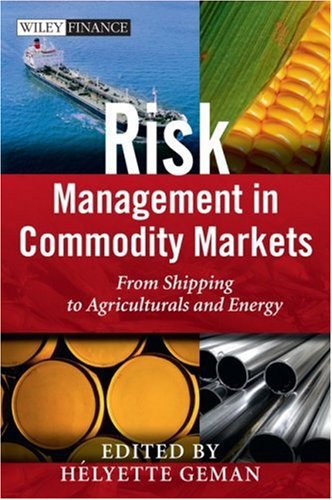 WILEY FINANCE
Risk
Management in
Commodity Markets
From Shipping
to Agriculturals and Energy
EDITED BY
HÉLYETTE GEMAN